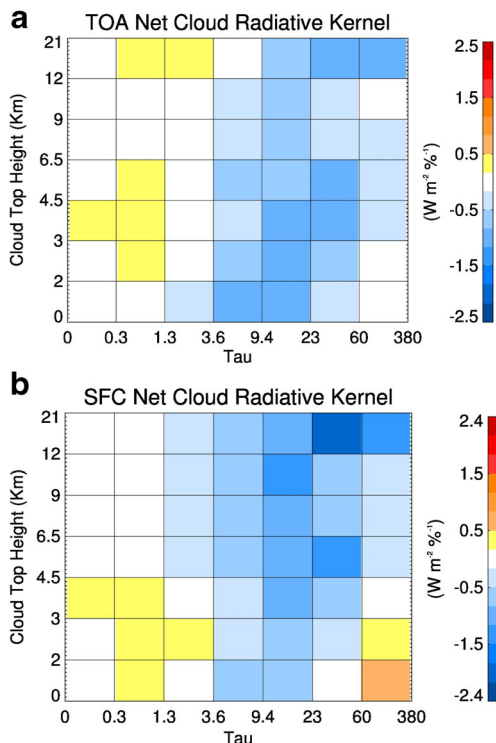 a
TOA Net Cloud Radiative Kernel
Cloud Top Height (Km)
21
12
9
6.5
4.5
3
2
0
0 0.3 1.3 3.6 9.4 23 60 380
Tau
2.5
1.5
0.5
-0.5
-1.5
-2.5
(W m⁻² %⁻¹)
b
SFC Net Cloud Radiative Kernel
Cloud Top Height (Km)
21
12
9
6.5
4.5
3
2
0
0 0.3 1.3 3.6 9.4 23 60 380
Tau
2.4
1.5
0.5
-0.5
-1.5
-2.4
(W m⁻² %⁻¹)